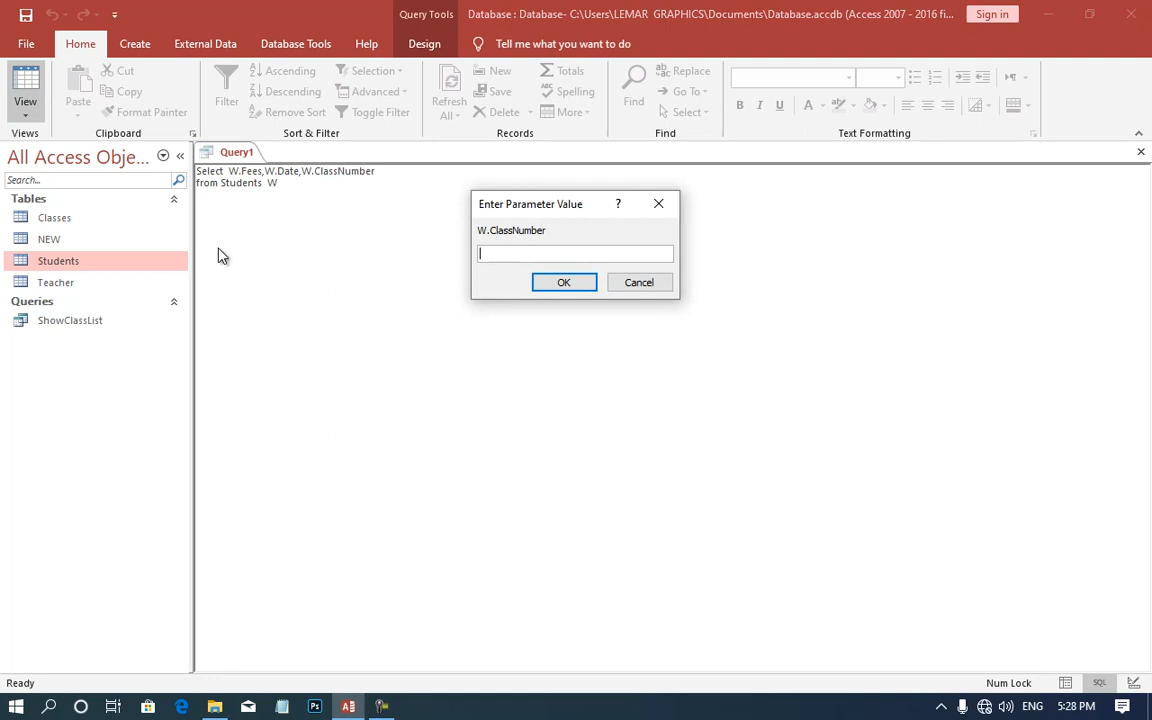 Query Tools
Database : Database- C:\Users\LEMAR GRAPHICS\Documents\Database.accdb (Access 2007 - 2016 fi...
Sign in
File
Home
Create
External Data
Database Tools
Help
Design
Tell me what you want to do
View
Views
Paste
Cut
Copy
Format Painter
Clipboard
Filter
Ascending
Descending
Remove Sort
Selection
Advanced
Toggle Filter
Sort & Filter
Refresh
All
New
Save
Delete
Totals
Spelling
More
Records
Find
Replace
Go To
Select
Find
B I U A
Text Formatting
All Access Obje...
Search...
Tables
Classes
NEW
Students
Teacher
Queries
ShowClassList
Query1
Select W.Fees,W.Date,W.ClassNumber
from Students W
Enter Parameter Value
?
W.ClassNumber
OK
Cancel
Ready
Num Lock
SQL
Ps
ENG
5:28 PM